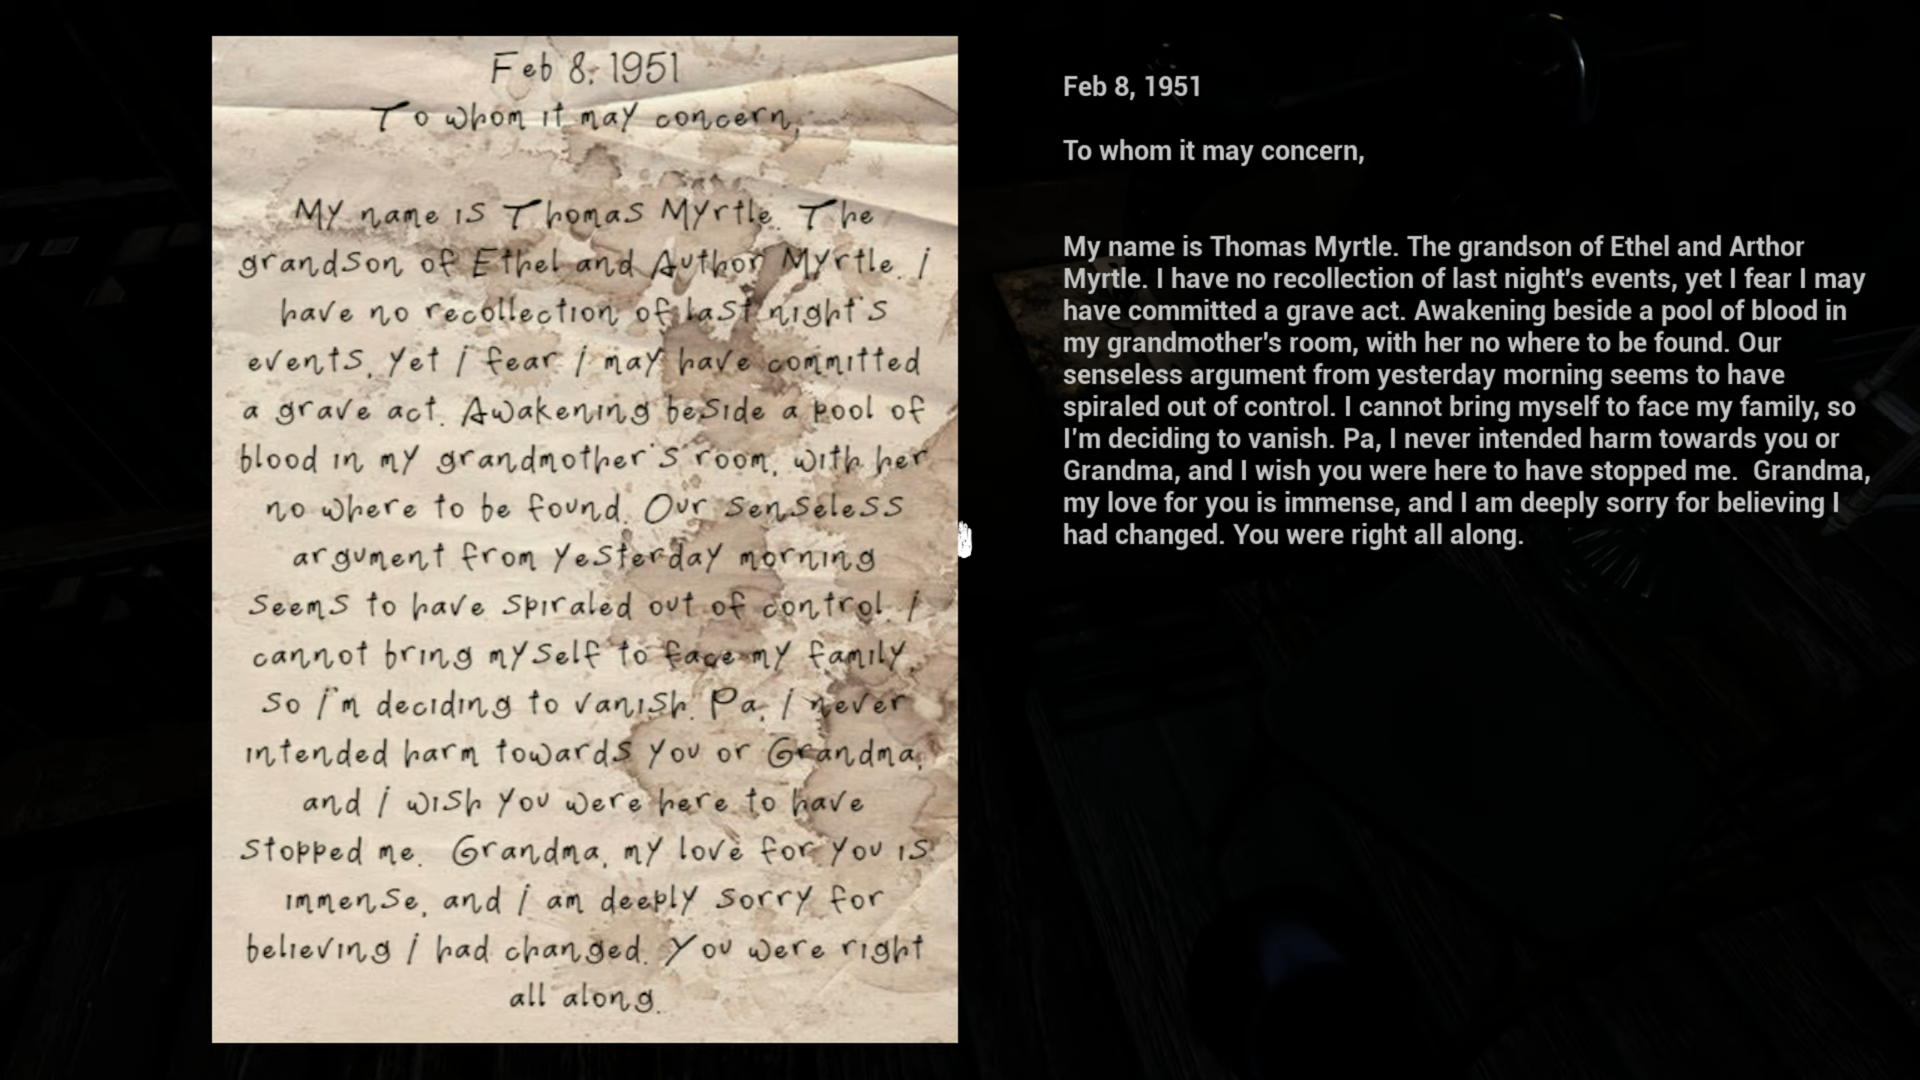 Feb 8, 1951
To whom it may concern,
My name is Thomas Myrtle. The
grandson of Ethel and Author Myrtle. I
have no recollection of last night's
events, yet I fear I may have committed
a grave act. Awakening beside a pool of
blood in my grandmother's room, with her
no where to be found. Our senseless
argument from yesterday morning
seems to have spiraled out of control. I
cannot bring myself to face my family,
so I'm deciding to vanish. Pa, I never
intended harm towards you or Grandma,
and I wish you were here to have
stopped me. Grandma, my love for you is
immense, and I am deeply sorry for
believing I had changed. You were right
all along.
Feb 8, 1951
To whom it may concern,
My name is Thomas Myrtle. The grandson of Ethel and Arthor
Myrtle. I have no recollection of last night's events, yet I fear I may
have committed a grave act. Awakening beside a pool of blood in
my grandmother's room, with her no where to be found. Our
senseless argument from yesterday morning seems to have
spiraled out of control. I cannot bring myself to face my family, so
I'm deciding to vanish. Pa, I never intended harm towards you or
Grandma, and I wish you were here to have stopped me.  Grandma,
my love for you is immense, and I am deeply sorry for believing I
had changed. You were right all along.